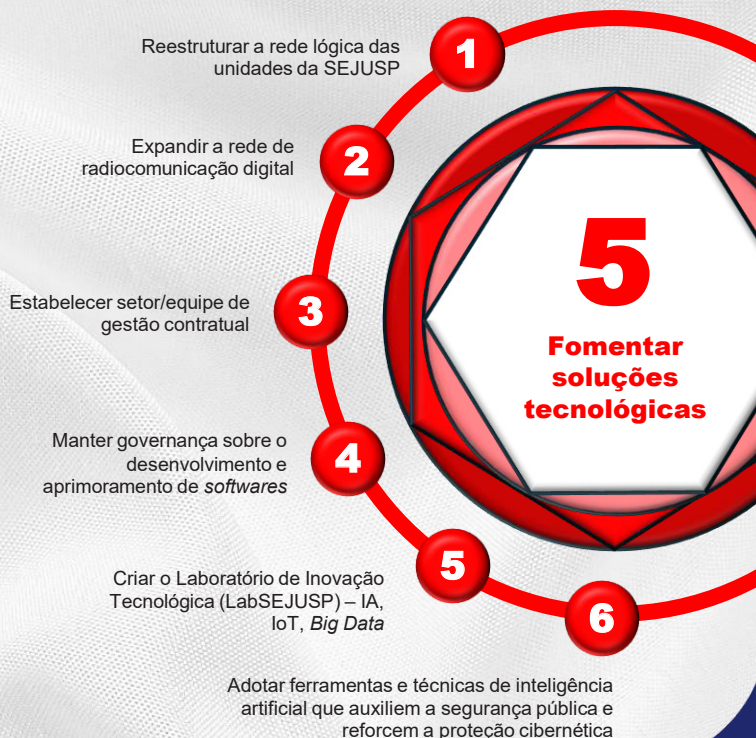 1
Reestruturar a rede lógica das
unidades da SEJUSP
2
Expandir a rede de
radiocomunicação digital
3
Estabelecer setor/equipe de
gestão contratual
4
Manter governança sobre o
desenvolvimento e
aprimoramento de softwares
5
Criar o Laboratório de Inovação
Tecnológica (LabSEJUSP) – IA,
IoT, Big Data
6
Adotar ferramentas e técnicas de inteligência
artificial que auxiliem a segurança pública e
reforcem a proteção cibernética
5
Fomentar
soluções
tecnológicas